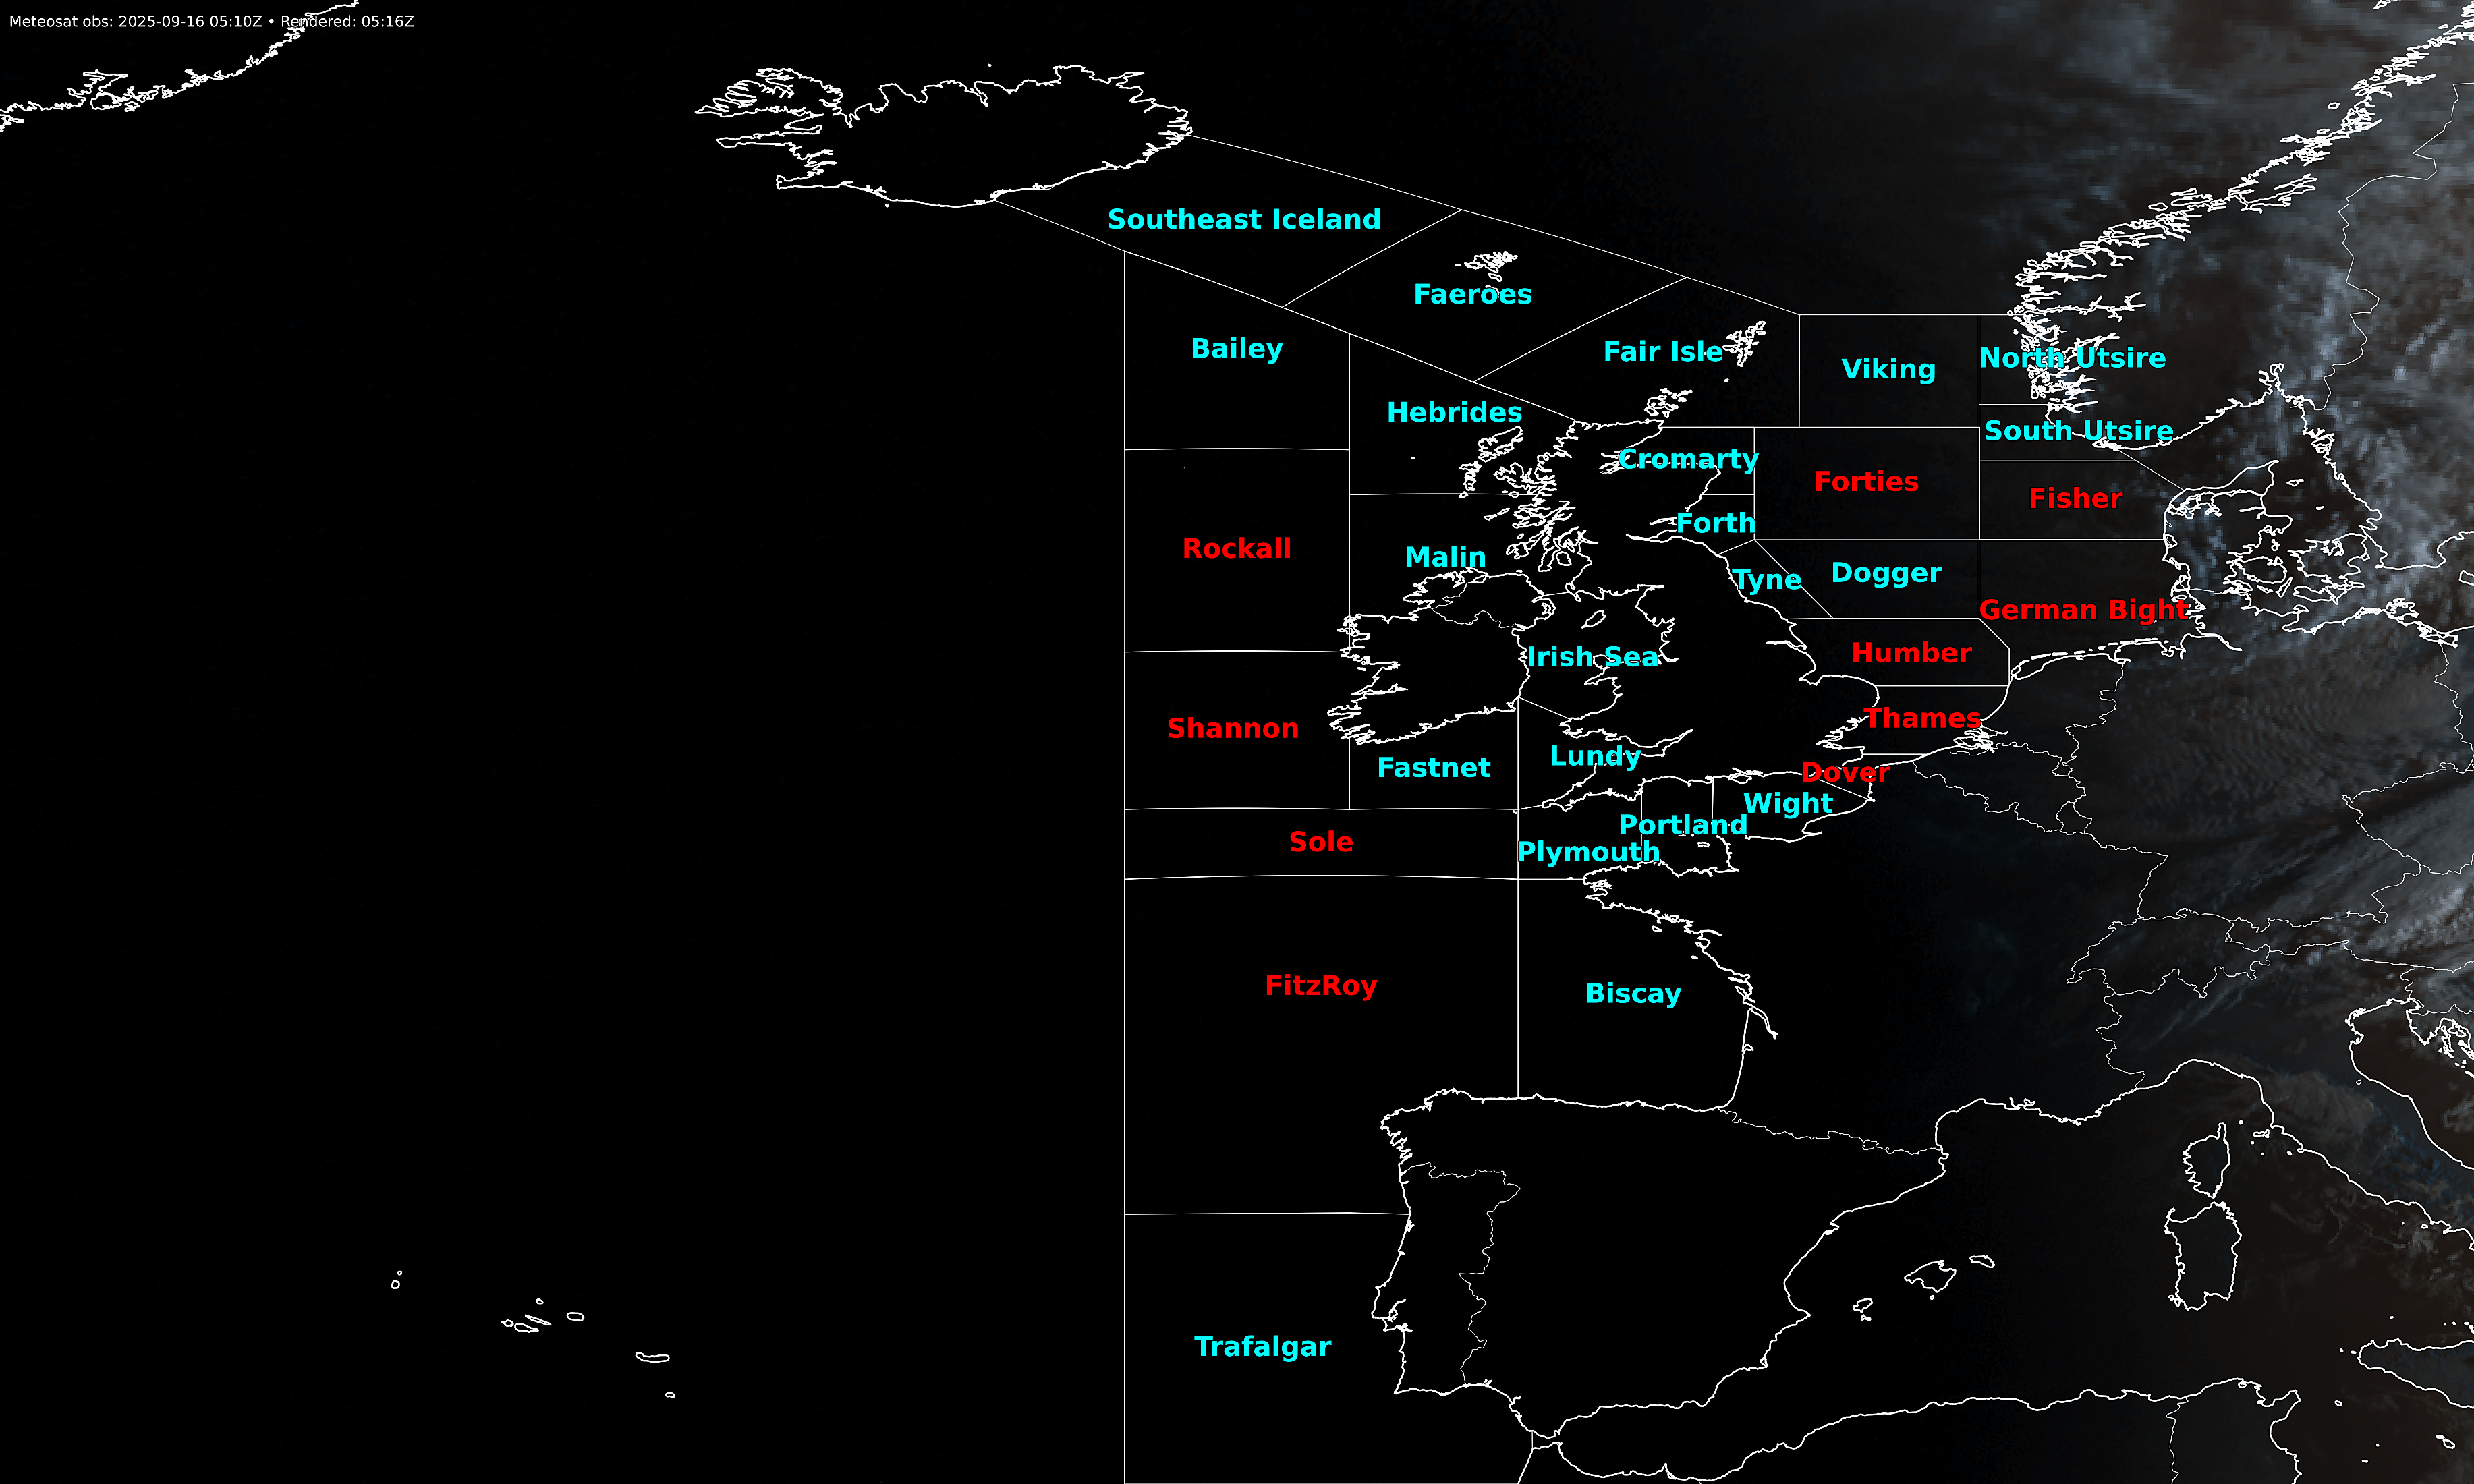 Meteosat obs: 2025-09-16 05:10Z • Rendered: 05:16Z
Southeast Iceland
Faeroes
Bailey
Fair Isle
Viking
North Utsire
Hebrides
South Utsire
Cromarty
Forties
Fisher
Forth
Rockall
Malin
Tyne
Dogger
German Bight
Irish Sea
Humber
Shannon
Thames
Fastnet
Lundy
Dover
Wight
Portland
Sole
Plymouth
FitzRoy
Biscay
Trafalgar